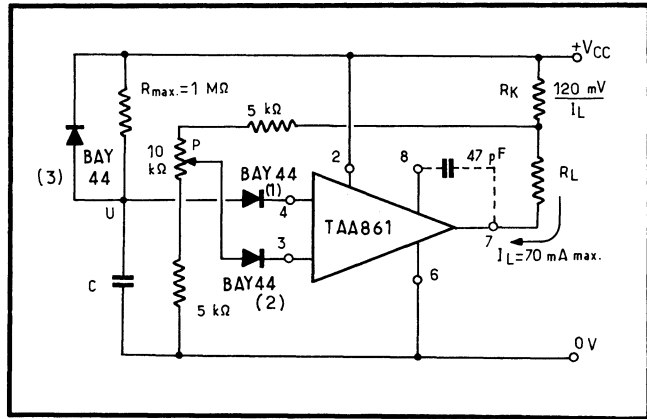 +VCC
Rmax.=1 MΩ
RK
120 mV
IL
5 kΩ
BAY
44
(3)
10
kΩ
P
2
8
47 pF
BAY 44
(1)
RL
U
4
TAA861
7
3
IL=70 mA max.
BAY44
(2)
6
C
5 kΩ
0 V